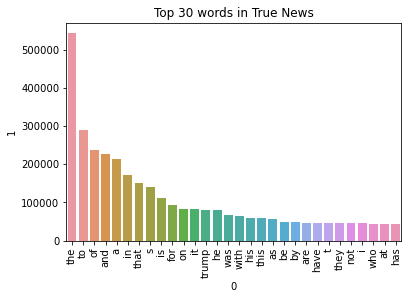 Top 30 words in True News
500000
400000
300000
200000
100000
0
1
the
to
of
and
a
in
that
s
is
for
on
it
trump
he
was
with
his
this
as
be
by
are
have
t
they
not
i
who
at
has
0